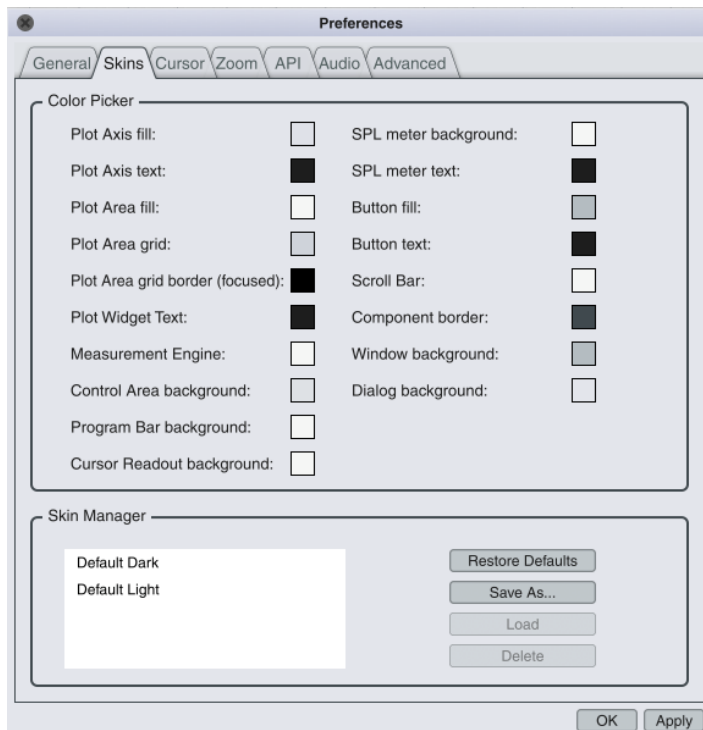 Preferences
General Skins Cursor Zoom API Audio Advanced
Color Picker
Plot Axis fill:
Plot Axis text:
Plot Area fill:
Plot Area grid:
Plot Area grid border (focused):
Plot Widget Text:
Measurement Engine:
Control Area background:
Program Bar background:
Cursor Readout background:
SPL meter background:
SPL meter text:
Button fill:
Button text:
Scroll Bar:
Component border:
Window background:
Dialog background:
Skin Manager
Default Dark
Default Light
Restore Defaults
Save As...
Load
Delete
OK Apply